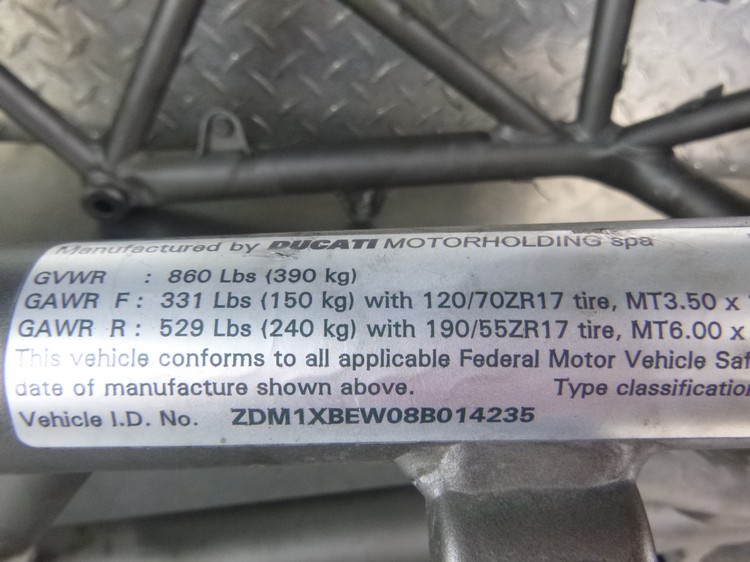 Manufactured by DUCATI MOTORHOLDING spa
GVWR : 860 Lbs (390 kg)
GAWR F : 331 Lbs (150 kg) with 120/70ZR17 tire, MT3.50 x
GAWR R : 529 Lbs (240 kg) with 190/55ZR17 tire, MT6.00 x
This vehicle conforms to all applicable Federal Motor Vehicle Saf
date of manufacture shown above. Type classification
Vehicle I.D. No. ZDM1XBEW08B014235